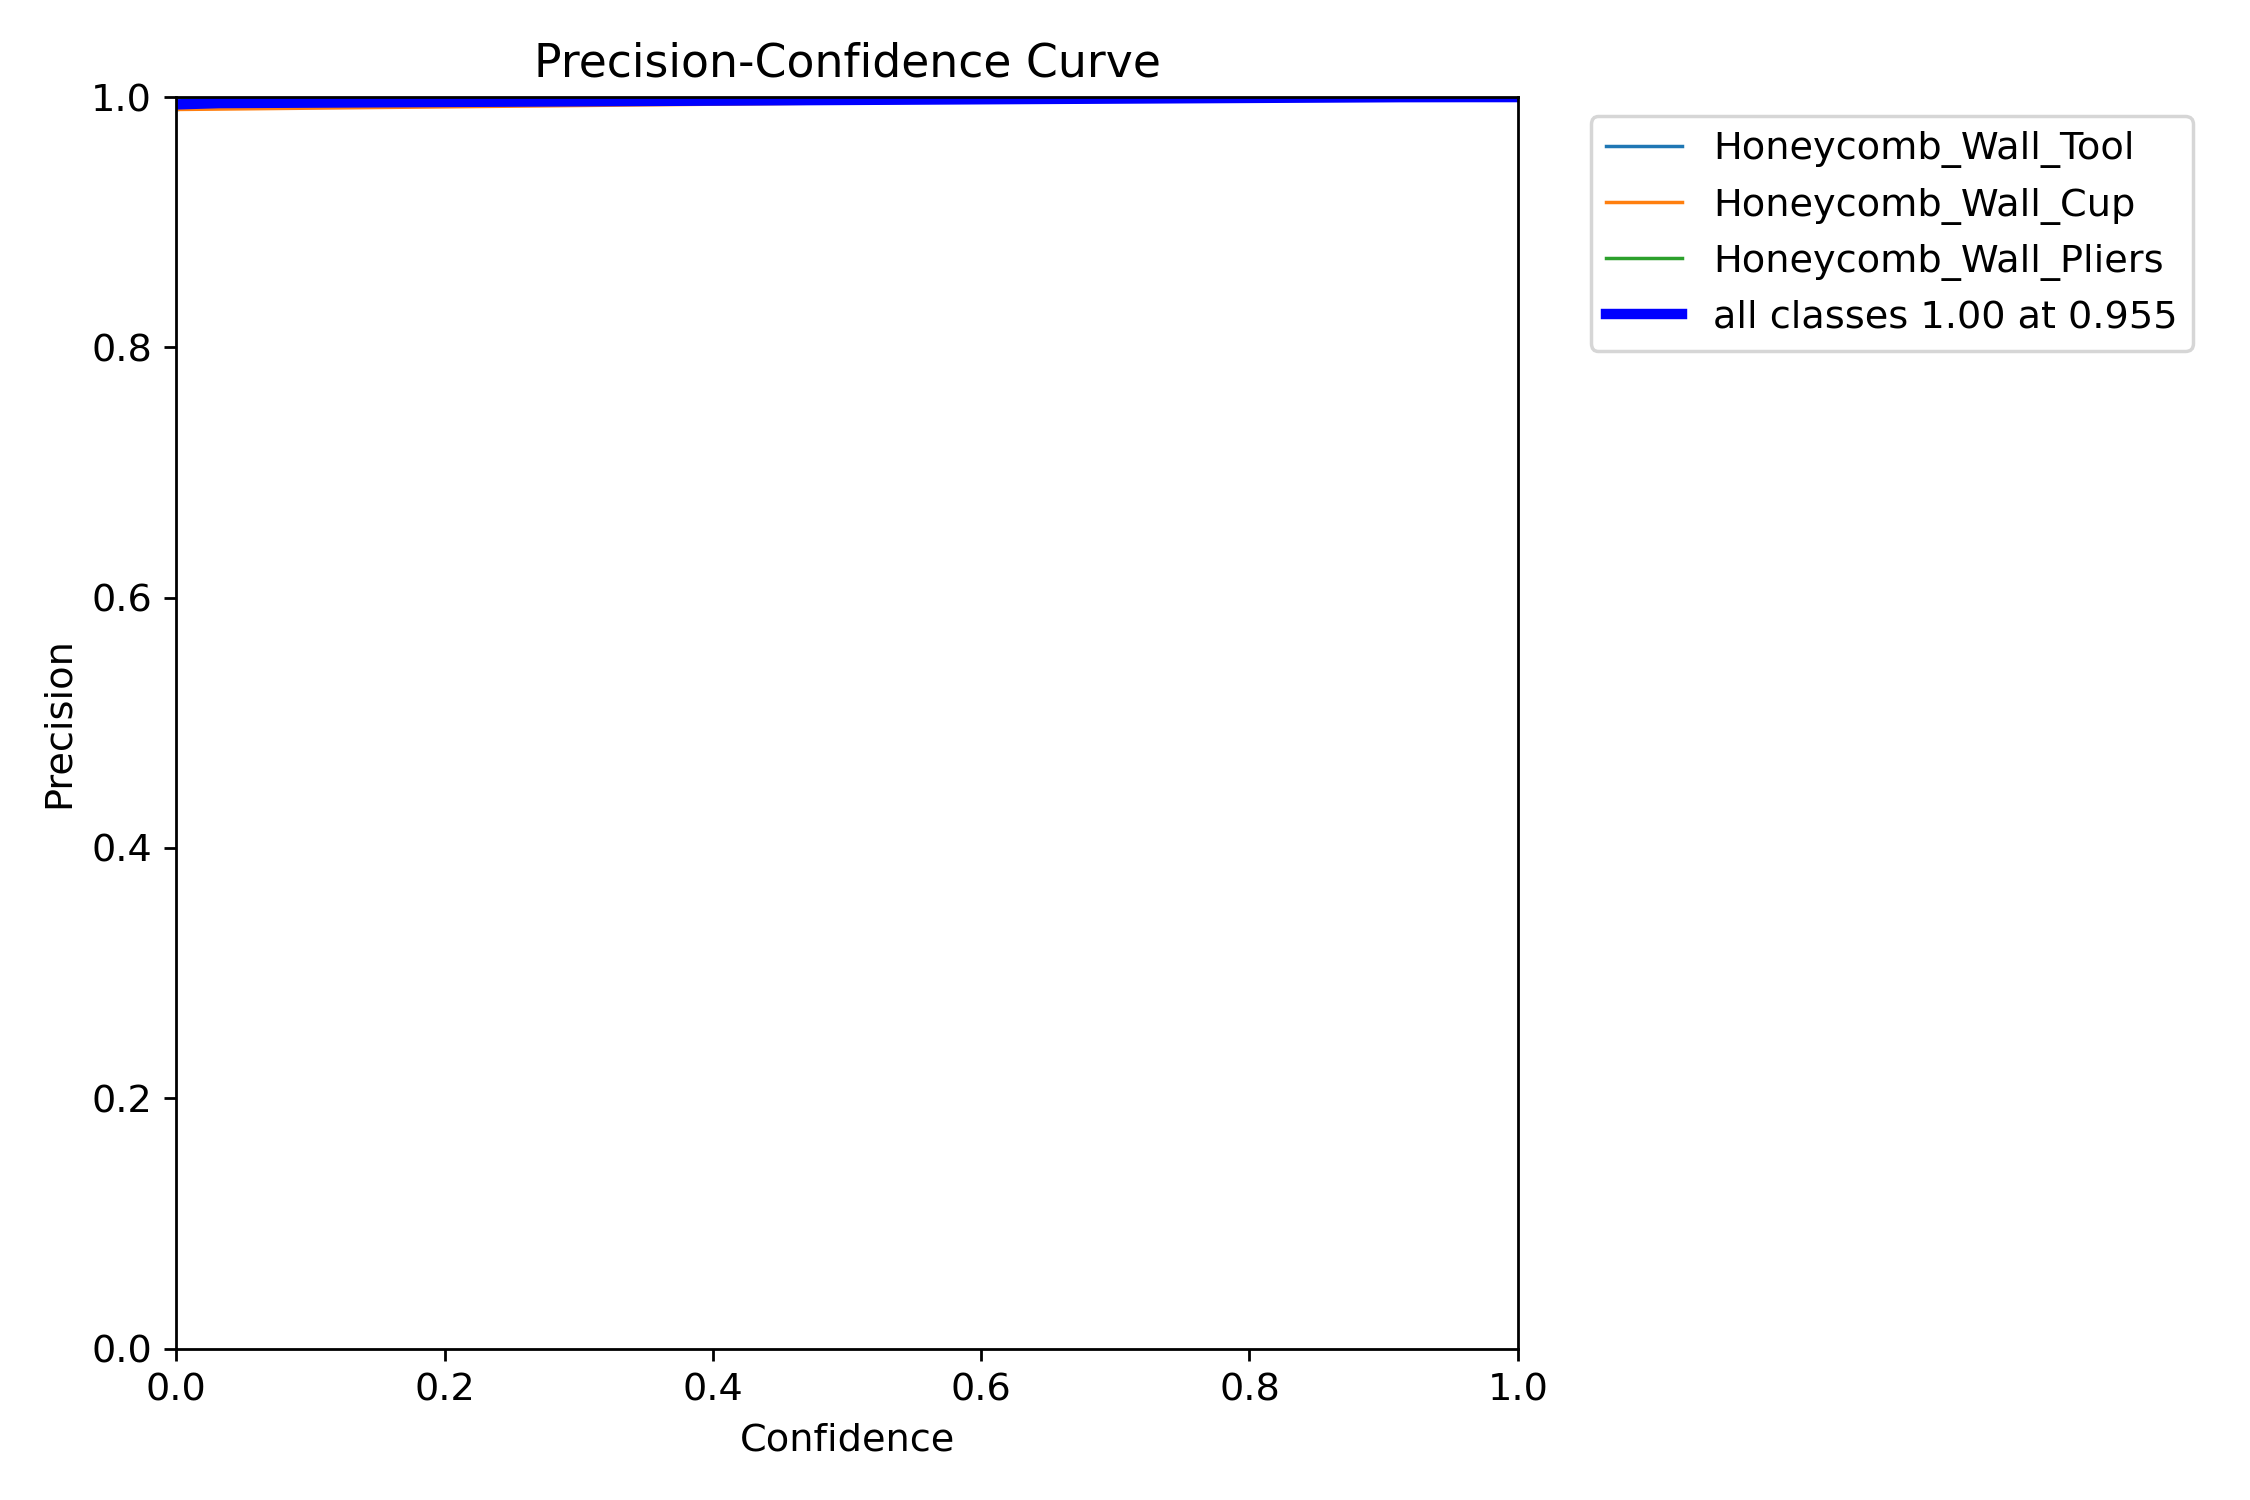 Precision-Confidence Curve
1.0
0.8
0.6
0.4
0.2
0.0
Precision
0.0 0.2 0.4 0.6 0.8 1.0
Confidence
Honeycomb_Wall_Tool
Honeycomb_Wall_Cup
Honeycomb_Wall_Pliers
all classes 1.00 at 0.955